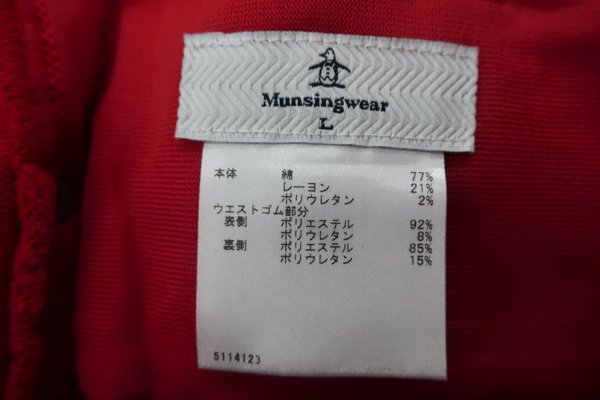 Munsingwear
L
本体 綿 77%
レーヨン 21%
ポリウレタン 2%
ウエストゴム部分
表側 ポリエステル 92%
ポリウレタン 8%
裏側 ポリエステル 85%
ポリウレタン 15%
5114123